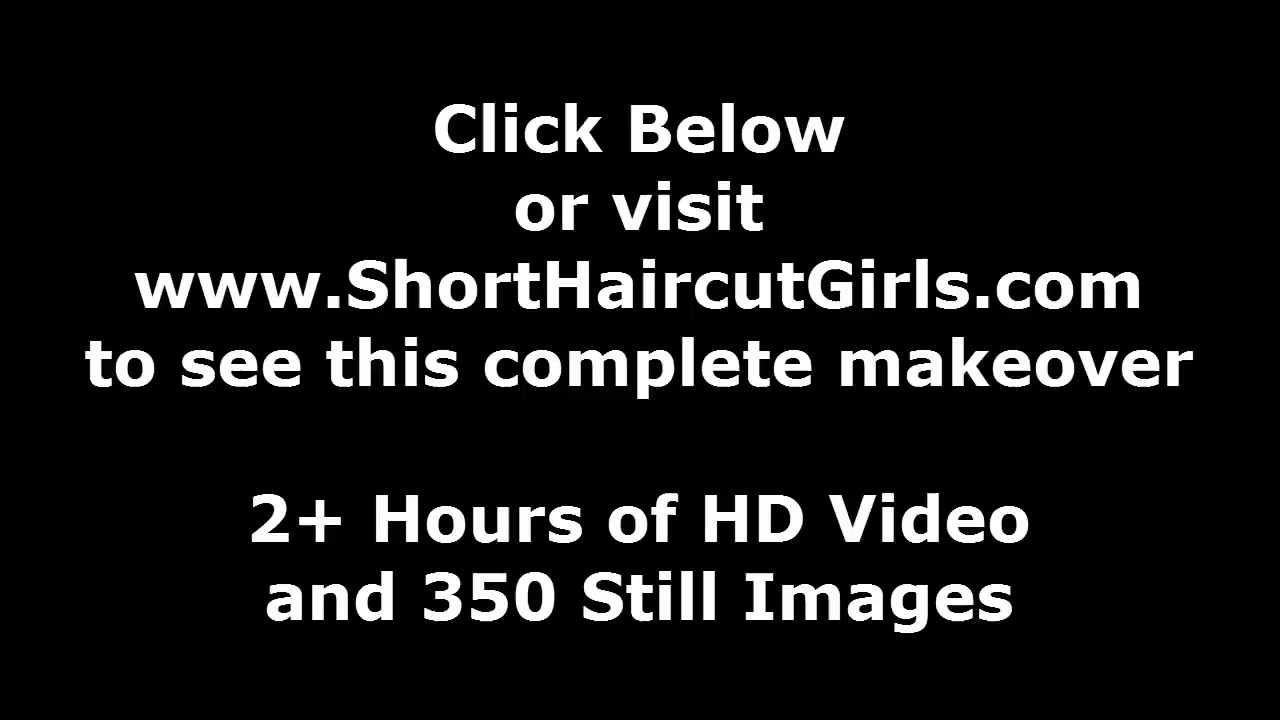 Click Below
or visit
www.ShortHaircutGirls.com
to see this complete makeover
2+ Hours of HD Video
and 350 Still Images